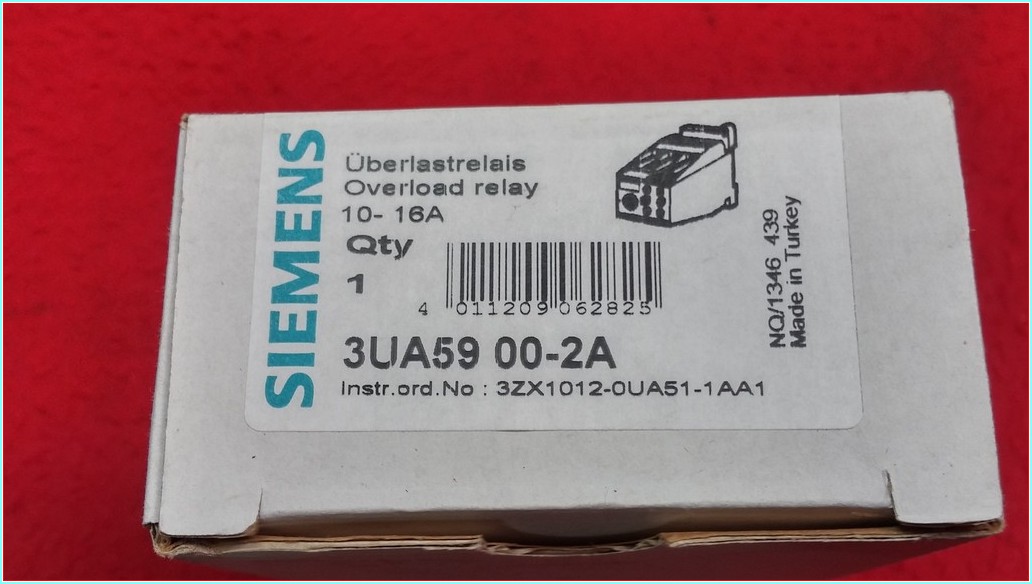 SIEMENS
Überlastrelais
Overload relay
10- 16A
Qty
1
4 011209 062825
3UA59 00-2A
Instr.ord.No : 3ZX1012-0UA51-1AA1
NQ/1346 439
Made in Turkey